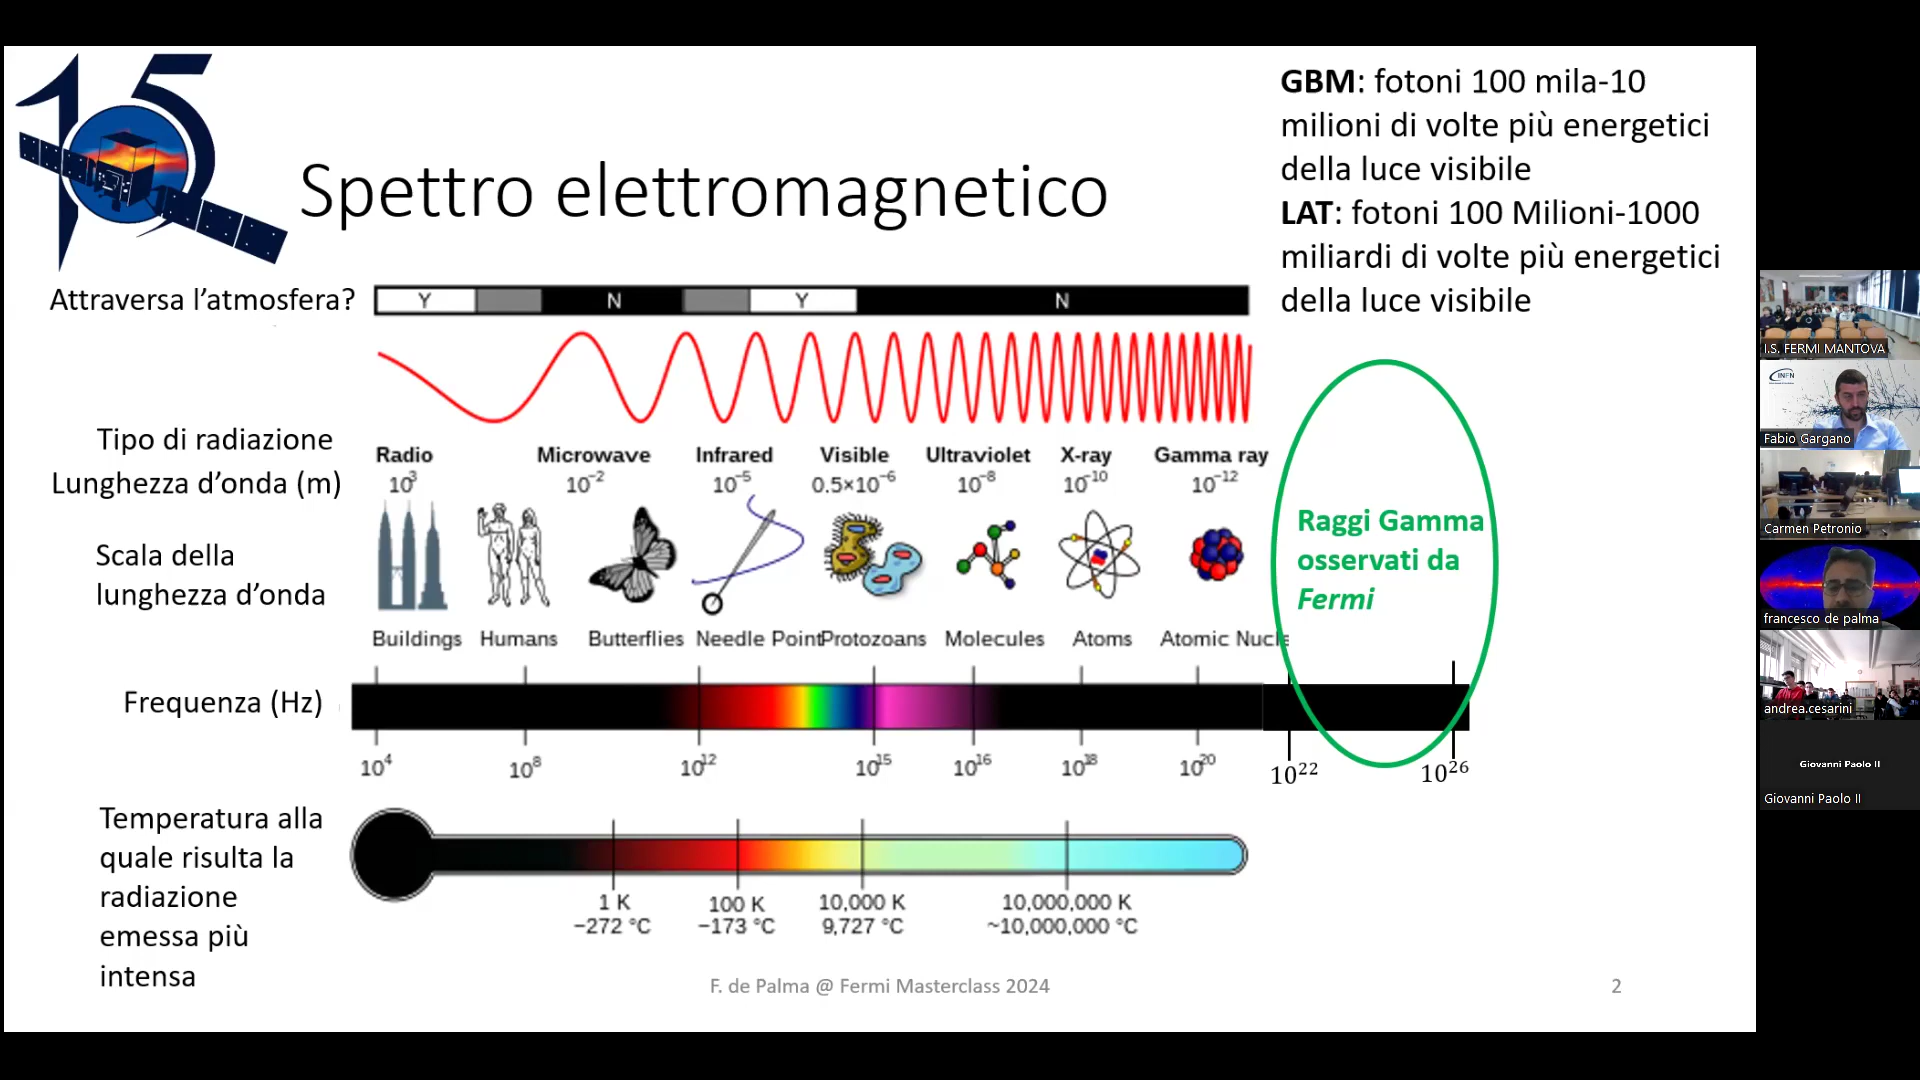 15
Spettro elettromagnetico
GBM: fotoni 100 mila-10
milioni di volte più energetici
della luce visibile
LAT: fotoni 100 Milioni-1000
miliardi di volte più energetici
della luce visibile
Attraversa l'atmosfera?
Y N Y N
Tipo di radiazione
Radio Microwave Infrared Visible Ultraviolet X-ray Gamma ray
Lunghezza d'onda (m)
10³ 10⁻² 10⁻⁵ 0.5×10⁻⁶ 10⁻⁸ 10⁻¹⁰ 10⁻¹²
Raggi Gamma
osservati da
Fermi
Scala della
lunghezza d'onda
Buildings Humans Butterflies Needle Point Protozoans Molecules Atoms Atomic Nucle
Frequenza (Hz)
10⁴ 10⁸ 10¹² 10¹⁵ 10¹⁶ 10¹⁸ 10²⁰ 10²² 10²⁶
Temperatura alla
quale risulta la
radiazione
emessa più
intensa
1 K 100 K 10,000 K 10,000,000 K
−272 °C −173 °C 9,727 °C ~10,000,000 °C
F. de Palma @ Fermi Masterclass 2024
2
I.S. FERMI MANTOVA
INFN
Fabio Gargano
Carmen Petronio
francesco de palma
andrea.cesarini
Giovanni Paolo II
Giovanni Paolo II